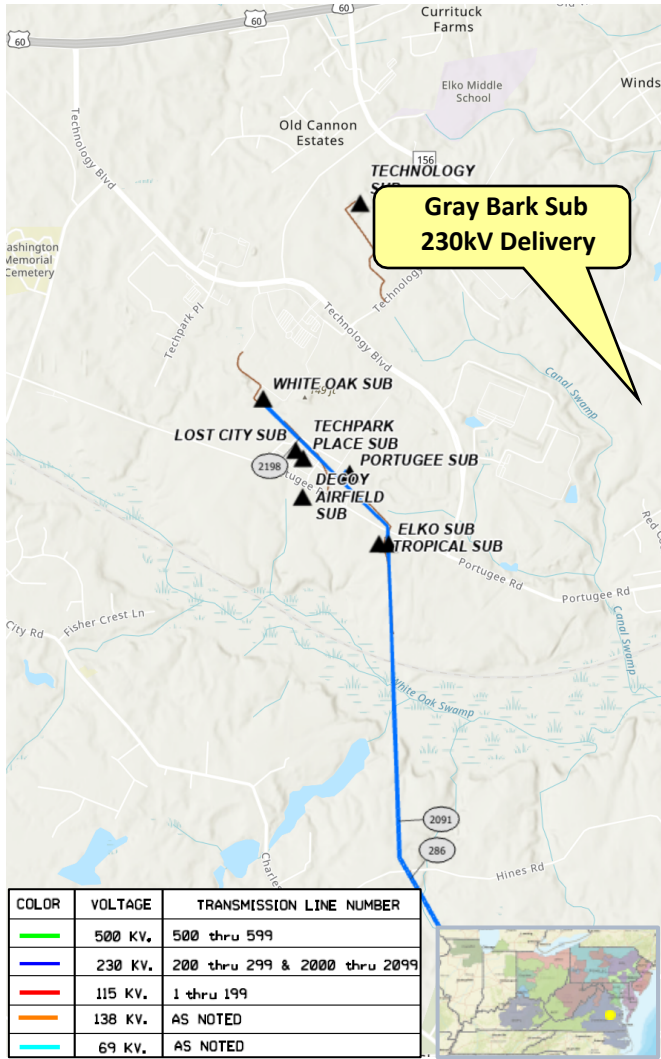 60
60
60
Currituck
Farms
Elko Middle
School
Winds
Old Cannon
Estates
Technology Blvd
156
TECHNOLOGY
Gray Bark Sub
230kV Delivery
ashington
Memorial
Cemetery
Technology
Techpark Pl
Technology Blvd
Canal Swamp
WHITE OAK SUB
TECHPARK
PLACE SUB
LOST CITY SUB
2198
PORTUGEE SUB
DECOY
AIRFIELD
SUB
ELKO SUB
TROPICAL SUB
Portugee Rd
Portugee Rd
Fisher Crest Ln
City Rd
Canal Swamp
White Oak Swamp
2091
286
Hines Rd
Charles
COLOR VOLTAGE TRANSMISSION LINE NUMBER
500 KV. 500 thru 599
230 KV. 200 thru 299 & 2000 thru 2099
115 KV. 1 thru 199
138 KV. AS NOTED
69 KV. AS NOTED